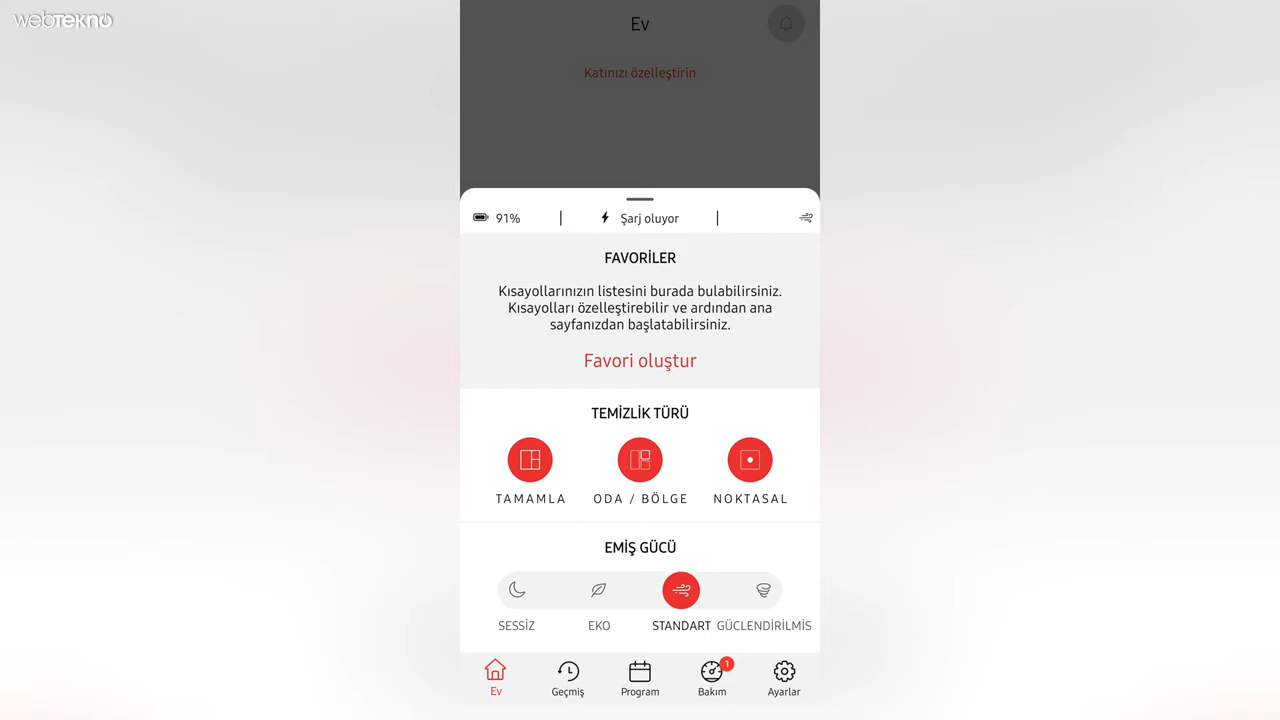 webtekno
Ev
Katınızı özelleştirin
91% | Şarj oluyor |
FAVORİLER
Kısayollarınızın listesini burada bulabilirsiniz.
Kısayolları özelleştirebilir ve ardından ana
sayfanızdan başlatabilirsiniz.
Favori oluştur
TEMİZLİK TÜRÜ
TAMAMLA ODA / BÖLGE NOKTASAL
EMİŞ GÜCÜ
SESSİZ EKO STANDART GÜÇLENDİRİLMİS
1
Ev Geçmiş Program Bakım Ayarlar